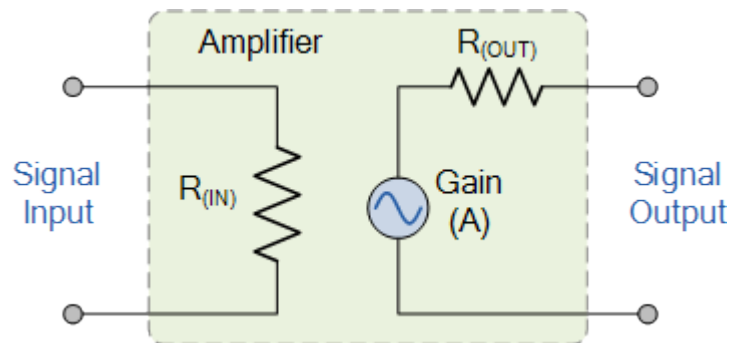 Amplifier
R(OUT)
Signal
Input
R(IN)
Gain
(A)
Signal
Output